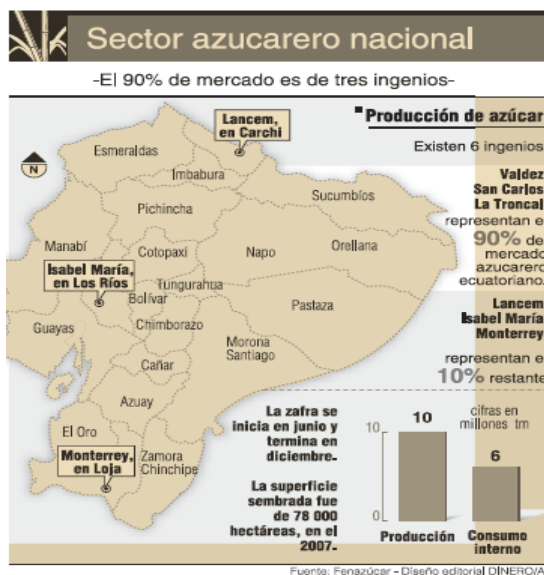 Sector azucarero nacional
-El 90% de mercado es de tres ingenios-
Lancem,
en Carchi
Esmeraldas
Imbabura
N
Sucumbíos
Pichincha
Manabí
Cotopaxi
Napo
Orellana
Isabel María,
en Los Ríos
Tungurahua
Bolívar
Pastaza
Guayas
Chimborazo
Morona
Santiago
Cañar
Azuay
El Oro
Monterrey,
en Loja
Zamora
Chinchipe
Producción de azúcar
Existen 6 ingenios
Valdez
San Carlos
La Troncal
representan e
90% de
mercado
azucarero
ecuatoriano.
Lancem
Isabel María
Monterrey
representan e
10% restante
La zafra se
inicia en junio y
termina en
diciembre-
La superficie
sembrada fue
de 78 000
hectáreas, en el
2007-
cifras en
millones tm
10
10
6
0
Producción
Consumo
interno
Fuente: Fenazúcar - Diseño editorial DINERO/A